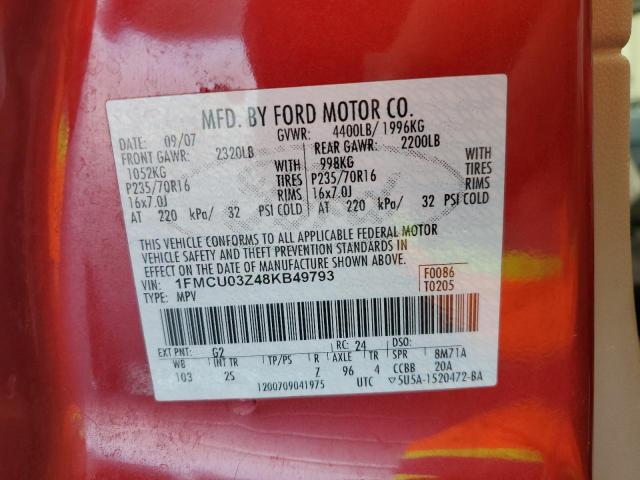 MFD. BY FORD MOTOR CO.
DATE: 09/07 GVWR: 4400LB/ 1996KG
FRONT GAWR: 2320LB REAR GAWR: 2200LB
1052KG WITH 998KG WITH
P235/70R16 TIRES P235/70R16 TIRES
16x7.0J RIMS 16x7.0J RIMS
AT 220 kPa/ 32 PSI COLD AT 220 kPa/ 32 PSI COLD
THIS VEHICLE CONFORMS TO ALL APPLICABLE FEDERAL MOTOR
VEHICLE SAFETY AND THEFT PREVENTION STANDARDS IN
EFFECT ON THE DATE OF MANUFACTURE SHOWN ABOVE.
VIN: 1FMCU03Z48KB49793 F0086
TYPE: MPV T0205
EXT PNT: G2 RC: 24 DSO:
WB INT TR TP/PS R AXLE TR SPR 8M71A
103 2S Z 96 4 CCBB 20A
1200709041975 UTC 5U5A-1520472-BA